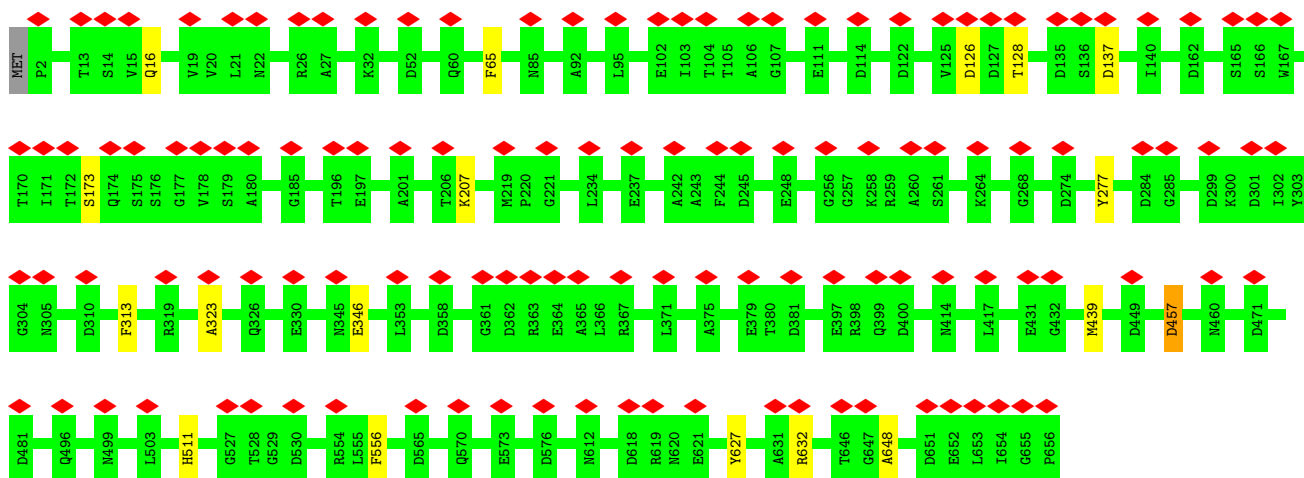 MET P2 T13 S14 V15 Q16 V19 V20 L21 N22 R26 A27 K32 D52 Q60 F65 N85 A92 L95 E102 I103 T104 T105 A106 G107 E111 D114 D122 V125 D126 D127 T128 D135 S136 D137 I140 D162 S165 S166 W167
T170 I171 T172 S173 Q174 S175 S176 G177 V178 S179 A180 G185 T196 E197 A201 T206 K207 M219 P220 G221 L234 E237 A242 A243 F244 D245 E248 G256 G257 K258 R259 A260 S261 K264 G268 D274 Y277 D284 G285 D299 K300 D301 I302 Y303
G304 N305 D310 F313 R319 A323 Q326 E330 N345 E346 L353 D358 G361 D362 R363 E364 A365 L366 R367 L371 A375 E379 T380 D381 E397 R398 Q399 D400 N414 L417 E431 G432 M439 D449 D457 N460 D471
D481 Q496 N499 L503 H511 G527 T528 G529 D530 R554 L555 F556 D565 Q570 E573 D576 N612 D618 R619 N620 E621 Y627 A631 R632 T646 G647 A648 D651 E652 L653 I654 G655 P656